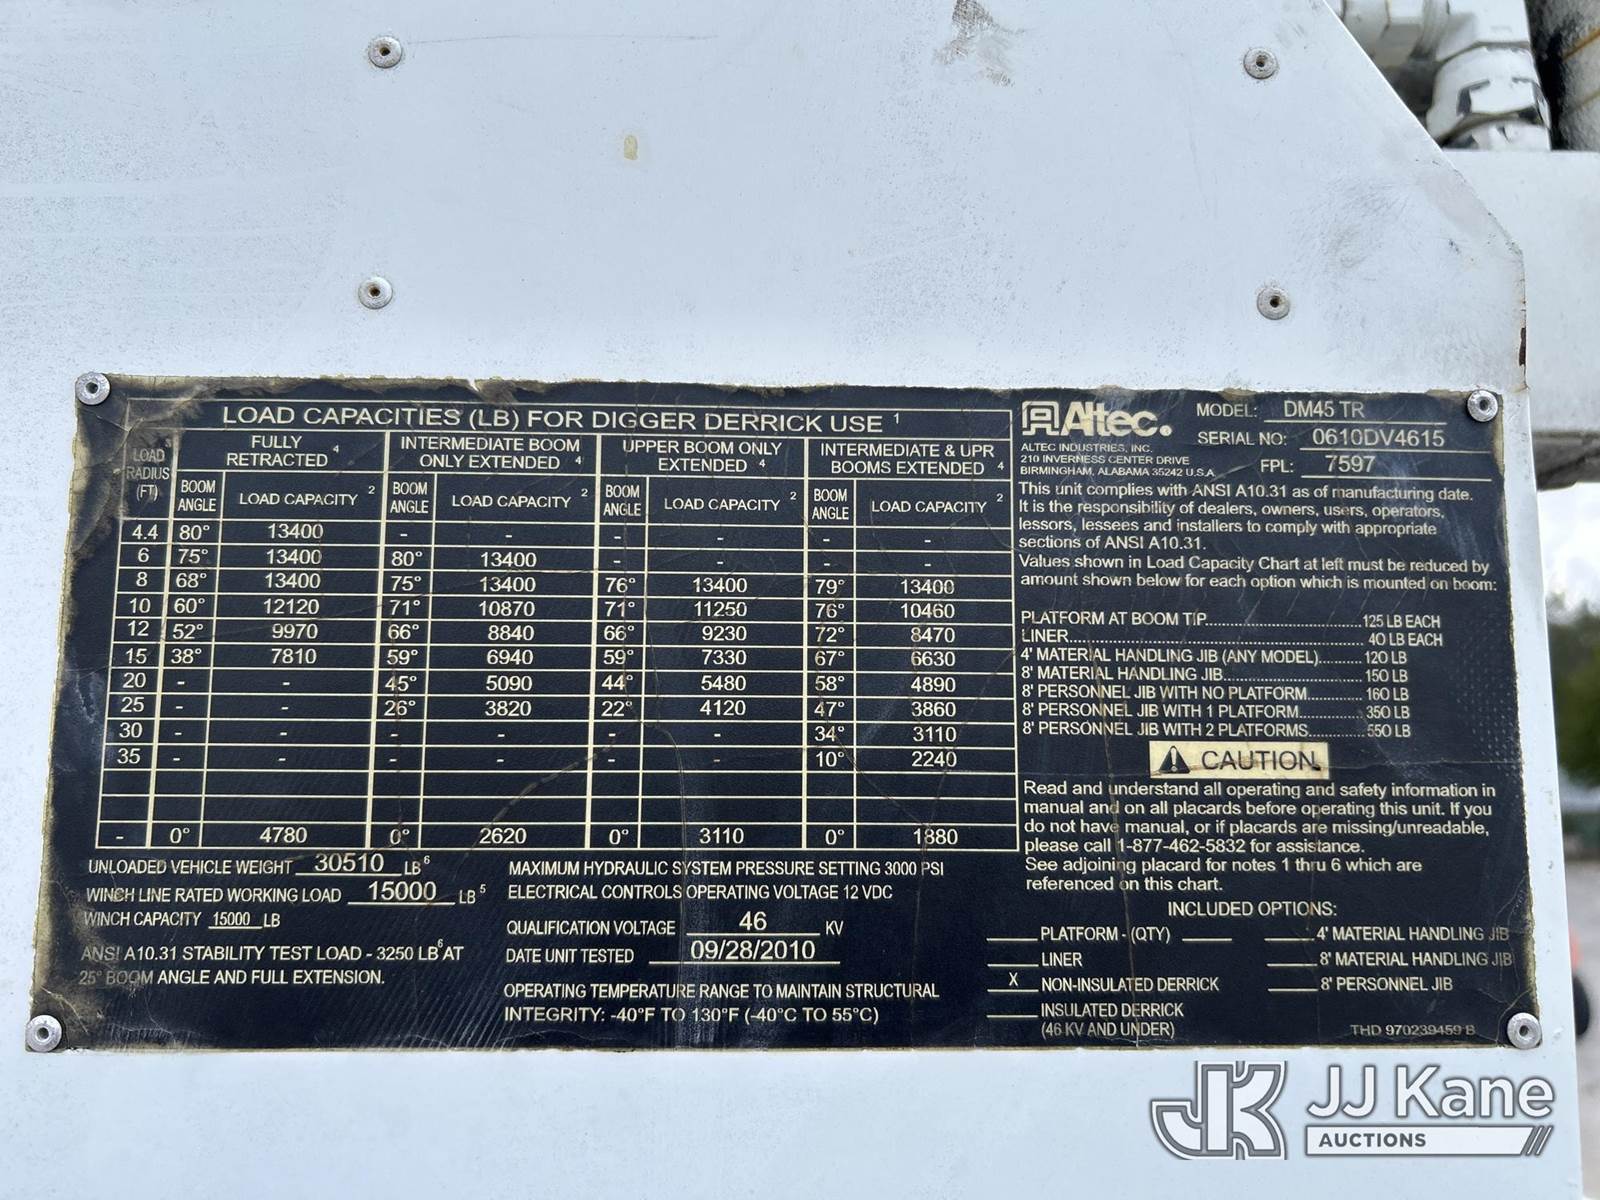 LOAD CAPACITIES (LB) FOR DIGGER DERRICK USE 1
LOAD RADIUS (FT) | FULLY RETRACTED 4 | INTERMEDIATE BOOM ONLY EXTENDED 4 | UPPER BOOM ONLY EXTENDED 4 | INTERMEDIATE & UPR BOOMS EXTENDED 4
BOOM ANGLE | LOAD CAPACITY 2 | BOOM ANGLE | LOAD CAPACITY 2 | BOOM ANGLE | LOAD CAPACITY 2 | BOOM ANGLE | LOAD CAPACITY 2
4.4 80° 13400 - - - - - -
6 75° 13400 80° 13400 - - - -
8 68° 13400 75° 13400 76° 13400 79° 13400
10 60° 12120 71° 10870 71° 11250 76° 10460
12 52° 9970 66° 8840 66° 9230 72° 8470
15 38° 7810 59° 6940 59° 7330 67° 6630
20 - - 45° 5090 44° 5480 58° 4890
25 - - 26° 3820 22° 4120 47° 3860
30 - - - - - - 34° 3110
35 - - - - - - 10° 2240
- 0° 4780 0° 2620 0° 3110 0° 1880
UNLOADED VEHICLE WEIGHT 30510 LB 6
WINCH LINE RATED WORKING LOAD 15000 LB 5
WINCH CAPACITY 15000 LB
ANSI A10.31 STABILITY TEST LOAD - 3250 LB 6 AT
25° BOOM ANGLE AND FULL EXTENSION.
MAXIMUM HYDRAULIC SYSTEM PRESSURE SETTING 3000 PSI
ELECTRICAL CONTROLS OPERATING VOLTAGE 12 VDC
QUALIFICATION VOLTAGE 46 KV
DATE UNIT TESTED 09/28/2010
OPERATING TEMPERATURE RANGE TO MAINTAIN STRUCTURAL
INTEGRITY: -40°F TO 130°F (-40°C TO 55°C)
Altec.
ALTEC INDUSTRIES, INC.
210 INVERNESS CENTER DRIVE
BIRMINGHAM, ALABAMA 35242 U.S.A.
MODEL: DM45 TR
SERIAL NO: 0610DV4615
FPL: 7597
This unit complies with ANSI A10.31 as of manufacturing date.
It is the responsibility of dealers, owners, users, operators,
lessors, lessees and installers to comply with appropriate
sections of ANSI A10.31.
Values shown in Load Capacity Chart at left must be reduced by
amount shown below for each option which is mounted on boom:
PLATFORM AT BOOM TIP....125 LB EACH
LINER....40 LB EACH
4' MATERIAL HANDLING JIB (ANY MODEL)....120 LB
8' MATERIAL HANDLING JIB....150 LB
8' PERSONNEL JIB WITH NO PLATFORM....160 LB
8' PERSONNEL JIB WITH 1 PLATFORM....350 LB
8' PERSONNEL JIB WITH 2 PLATFORMS....550 LB
CAUTION
Read and understand all operating and safety information in
manual and on all placards before operating this unit. If you
do not have manual, or if placards are missing/unreadable,
please call 1-877-462-5832 for assistance.
See adjoining placard for notes 1 thru 6 which are
referenced on this chart.
INCLUDED OPTIONS:
PLATFORM - (QTY)
LINER
X NON-INSULATED DERRICK
INSULATED DERRICK
(46 KV AND UNDER)
4' MATERIAL HANDLING JIB
8' MATERIAL HANDLING JIB
8' PERSONNEL JIB
THD 970239459 B
JK JJ Kane
AUCTIONS